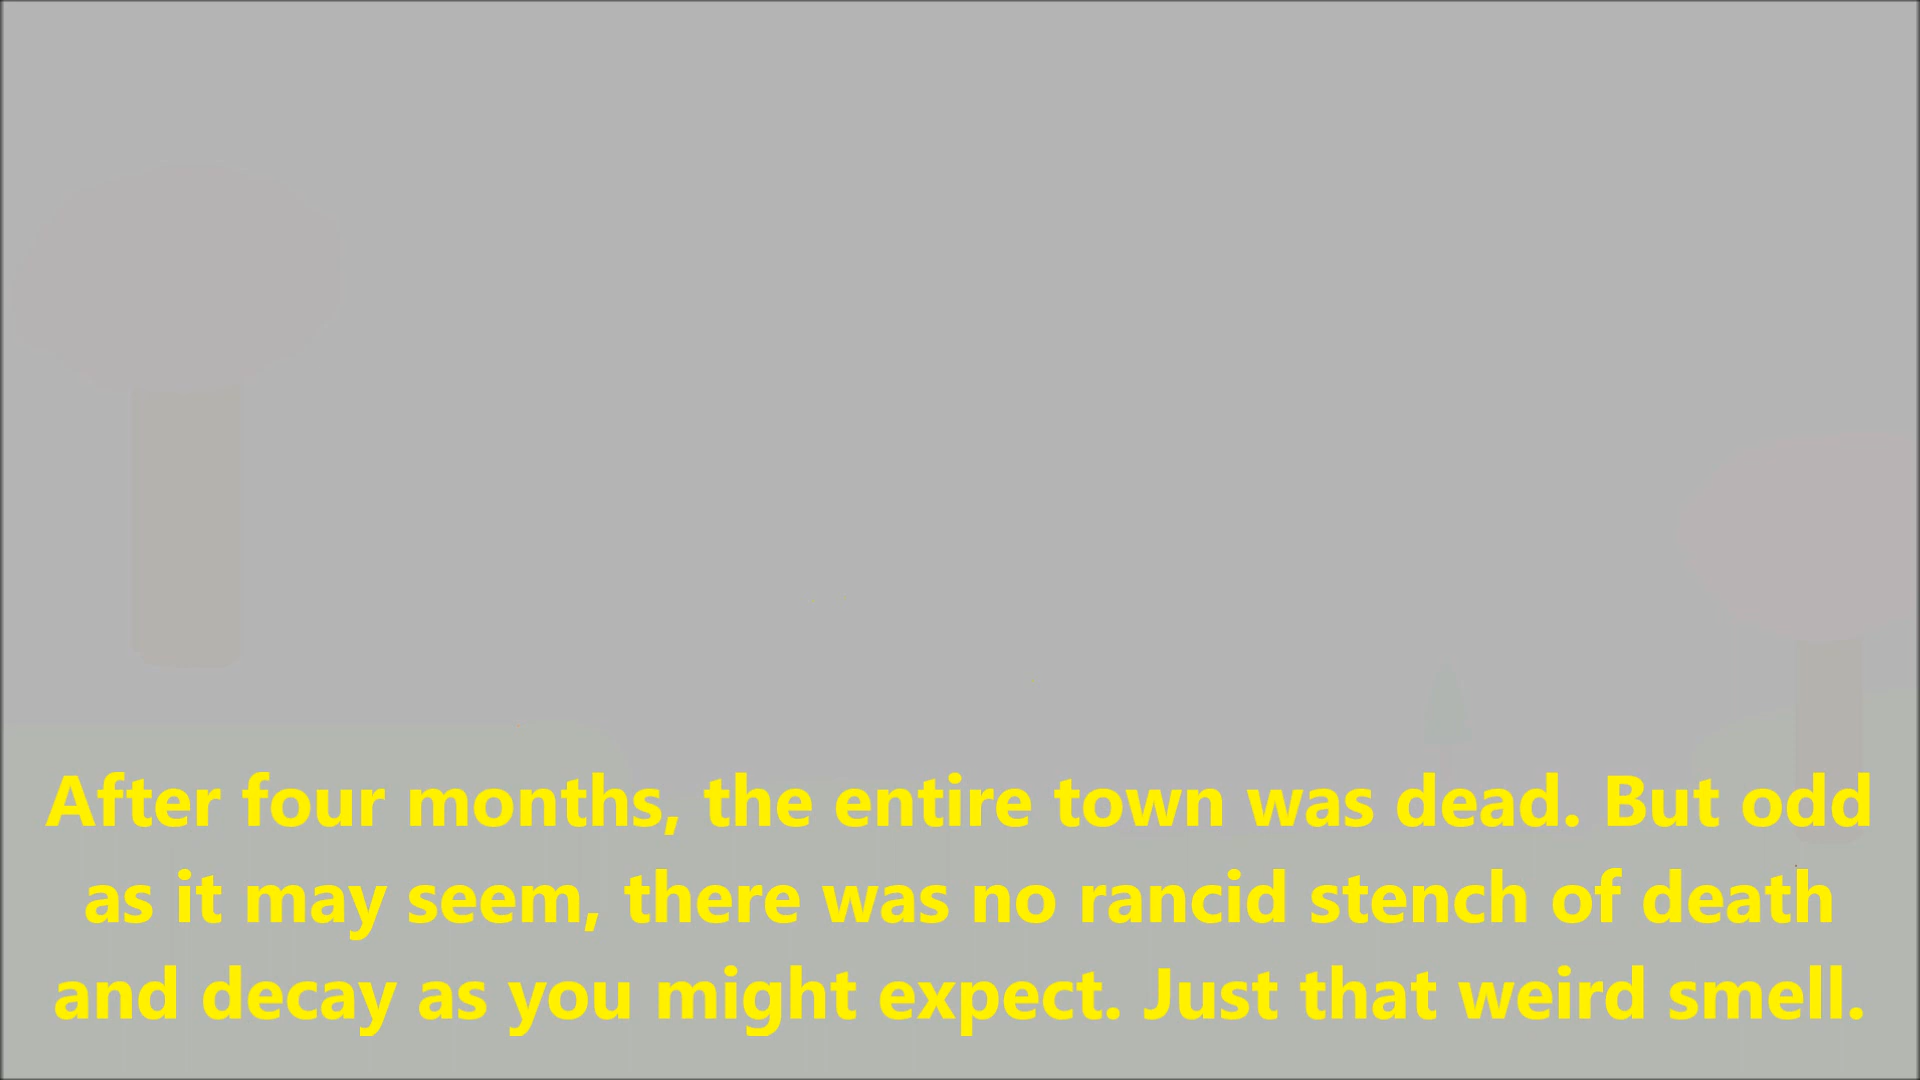 After four months, the entire town was dead. But odd
as it may seem, there was no rancid stench of death
and decay as you might expect. Just that weird smell.